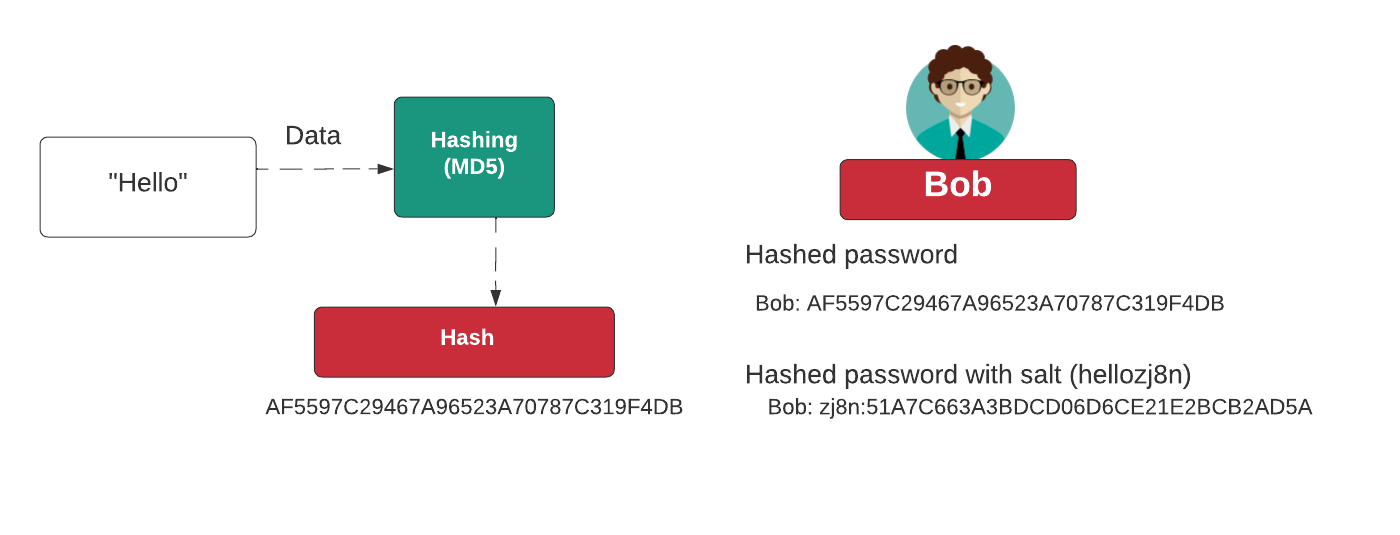 "Hello"
Data
Hashing
(MD5)
Hash
AF5597C29467A96523A70787C319F4DB
Bob
Hashed password
Bob: AF5597C29467A96523A70787C319F4DB
Hashed password with salt (hellozj8n)
Bob: zj8n:51A7C663A3BDCD06D6CE21E2BCB2AD5A